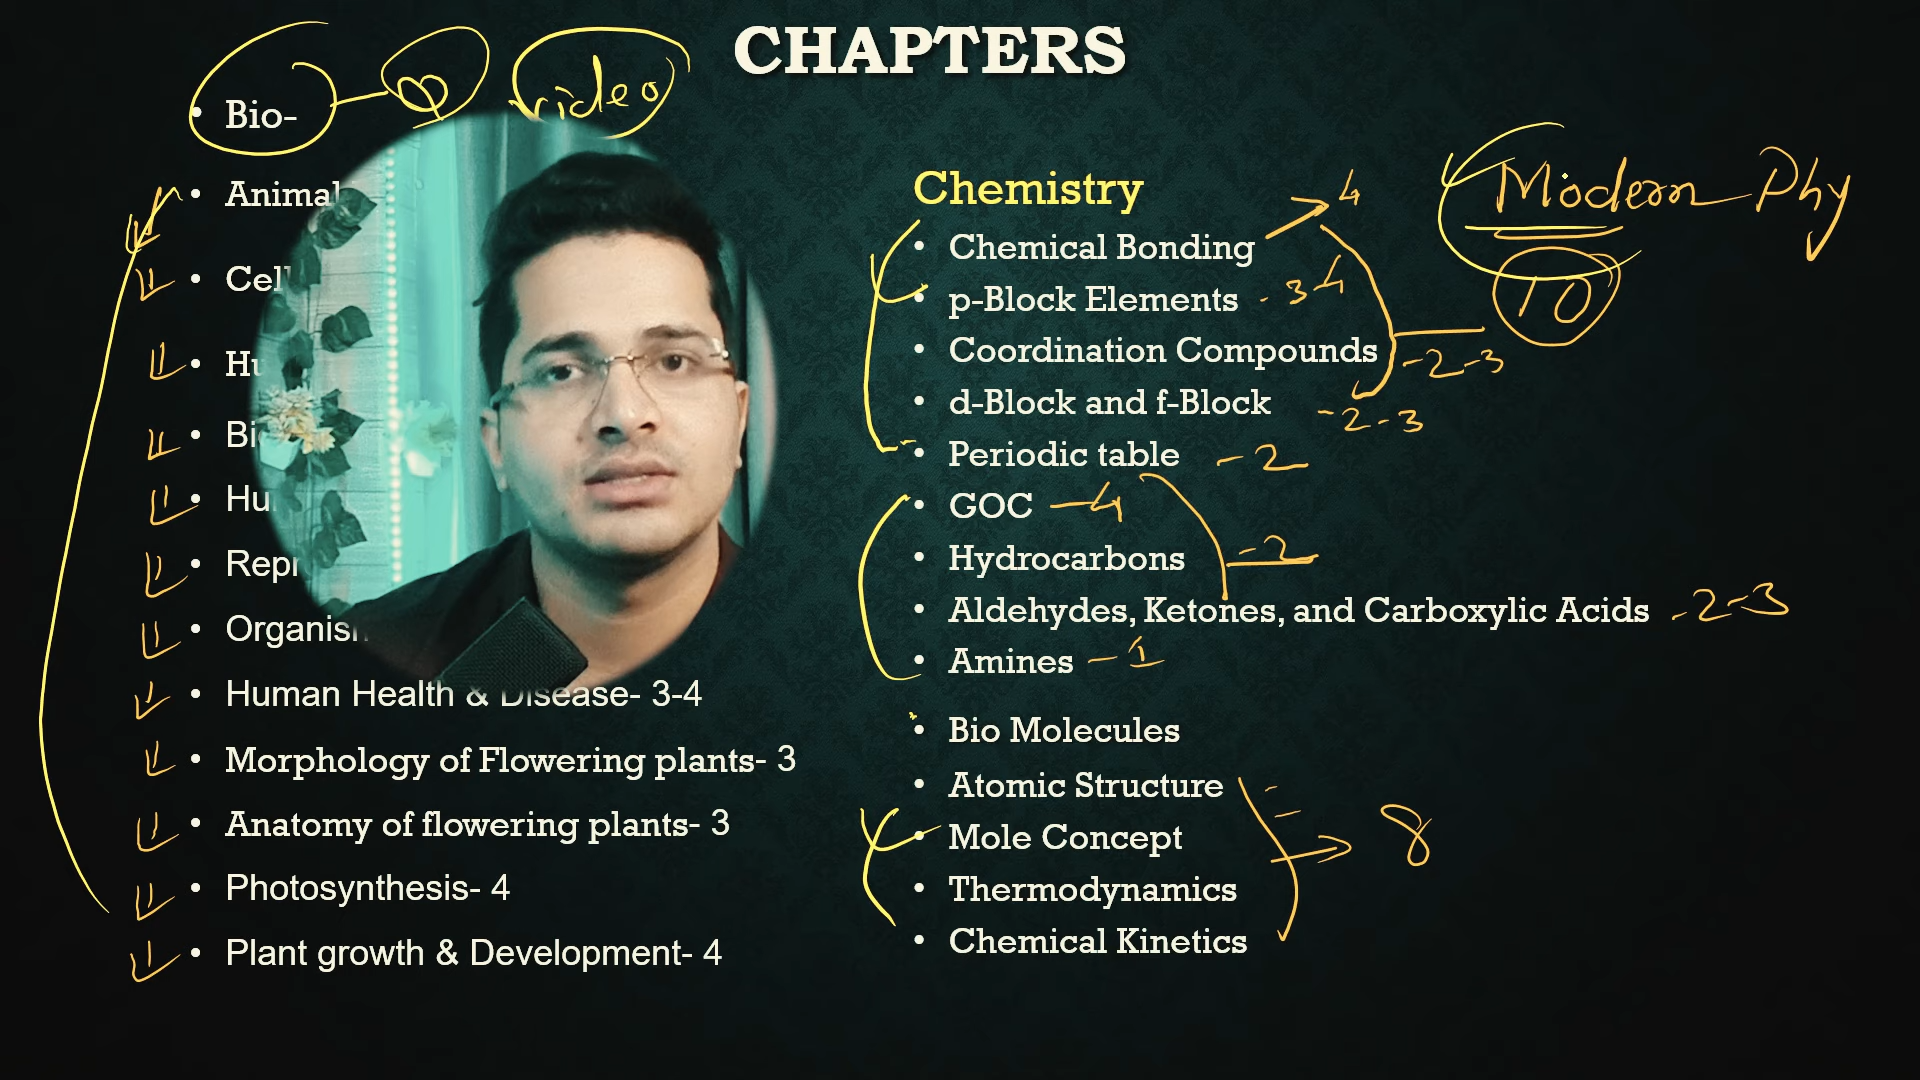 CHAPTERS
• Bio-
video
• Animal
• Cell
• Hu
• Bi
• Hu
• Repr
• Organism
• Human Health & Disease- 3-4
• Morphology of Flowering plants- 3
• Anatomy of flowering plants- 3
• Photosynthesis- 4
• Plant growth & Development- 4
Chemistry
• Chemical Bonding 4
• p-Block Elements - 3-4
• Coordination Compounds -2-3
• d-Block and f-Block -2-3
• Periodic table -2
• GOC -4
• Hydrocarbons -2
• Aldehydes, Ketones, and Carboxylic Acids -2-3
• Amines -1
• Bio Molecules
• Atomic Structure
• Mole Concept 8
• Thermodynamics
• Chemical Kinetics
Modern Phy
10